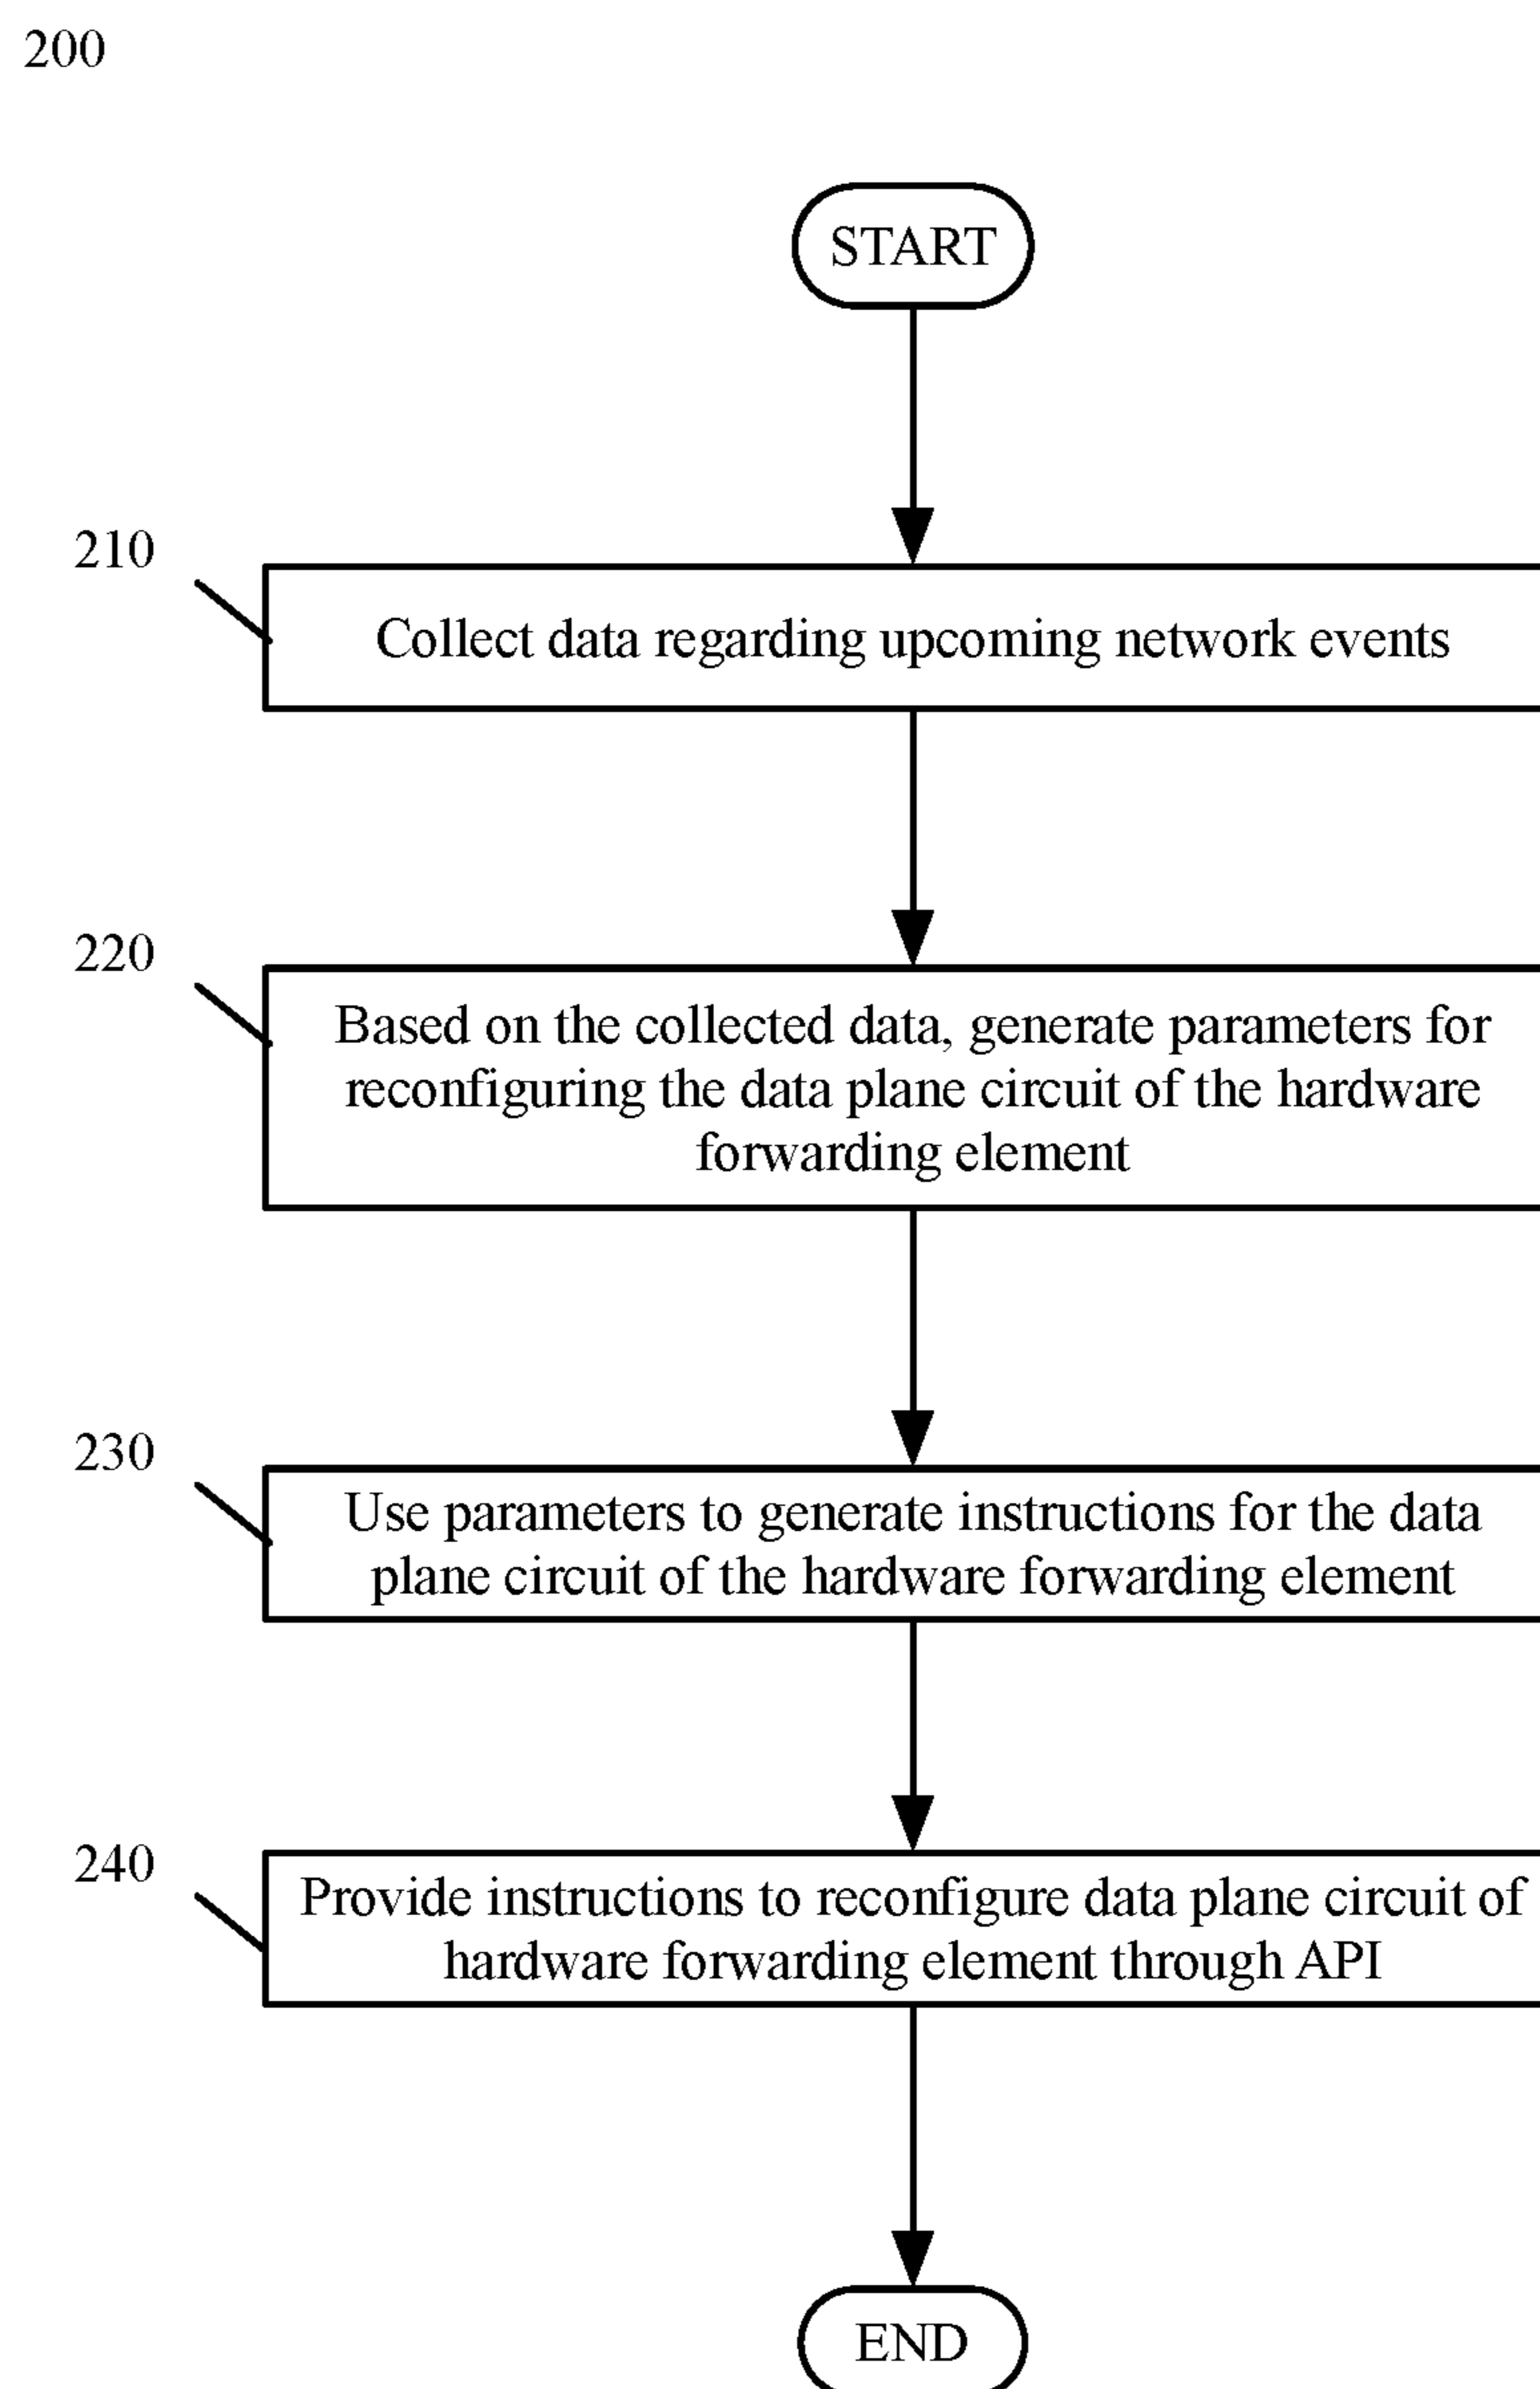 200
START
210
Collect data regarding upcoming network events
220
Based on the collected data, generate parameters for
reconfiguring the data plane circuit of the hardware
forwarding element
230
Use parameters to generate instructions for the data
plane circuit of the hardware forwarding element
240
Provide instructions to reconfigure data plane circuit of
hardware forwarding element through API
END